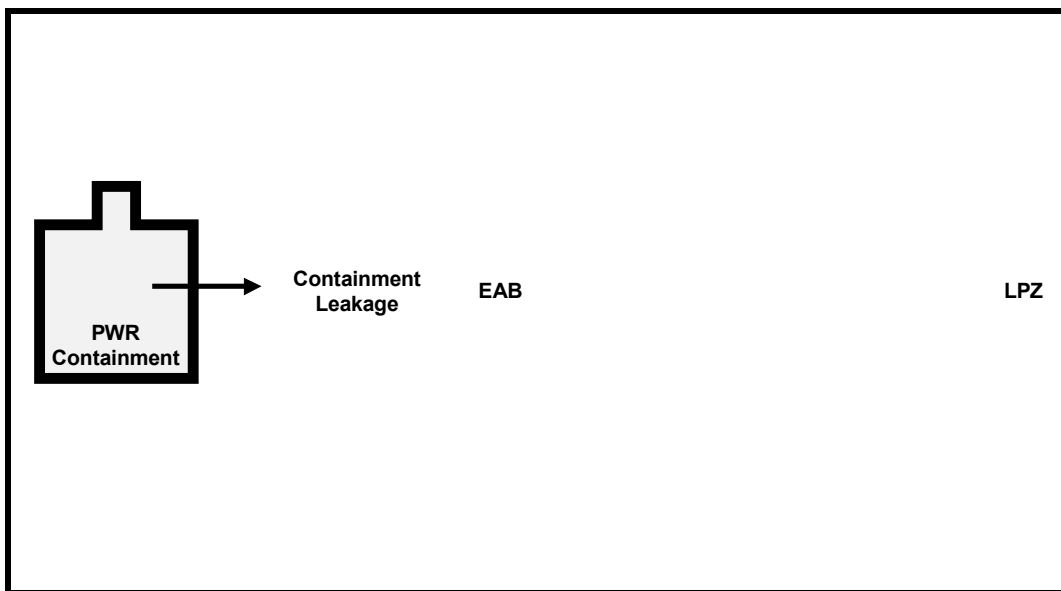 Containment
Leakage
EAB
LPZ
PWR
Containment